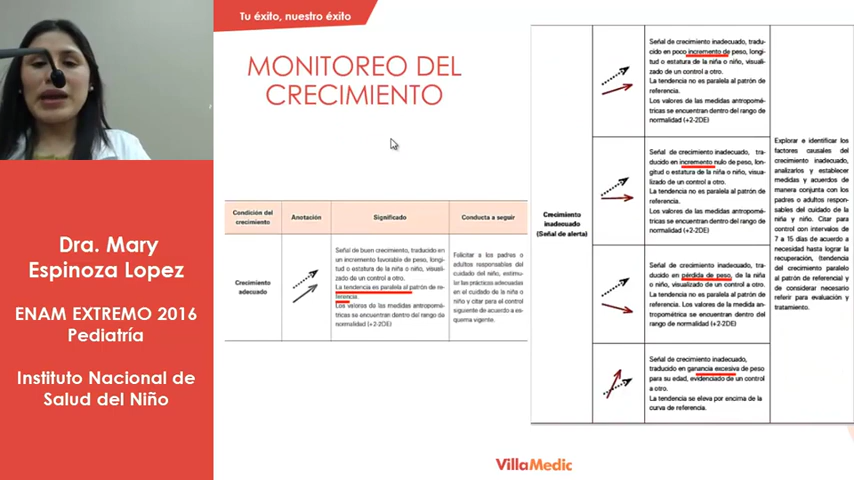 Tu éxito, nuestro éxito
MONITOREO DEL
CRECIMIENTO
Condición del
crecimiento
Anotación
Significado
Conducta a seguir
Crecimiento
adecuado
Señal de buen crecimiento, traducido en
un incremento favorable de peso, longi-
tud o estatura de la niña o niño, visuali-
zado de un control a otro.
La tendencia es paralela al patrón de re-
ferencia.
Los valores de las medidas antropomé-
tricas se encuentran dentro del rango de
normalidad (+2-2DE)
Felicitar a los padres o
adultos responsables del
cuidado del niño, estimu-
lar las prácticas adecuadas
en el cuidado de la niña o
niño y citar para el control
siguiente de acuerdo a es-
quema vigente.
Crecimiento
inadecuado
(Señal de alerta)
Señal de crecimiento inadecuado, tradu-
cido en poco incremento de peso, longi-
tud o estatura de la niña o niño, visuali-
zado de un control a otro.
La tendencia no es paralela al patrón de
referencia.
Los valores de las medidas antropomé-
tricas se encuentran dentro del rango de
normalidad (+2-2DE)
Señal de crecimiento inadecuado, tra-
ducido en incremento nulo de peso, lon-
gitud o estatura de la niña o niño, visua-
lizado de un control a otro.
La tendencia no es paralela al patrón de
referencia.
Los valores de las medidas antropomé-
tricas se encuentran dentro del rango de
normalidad (+2-2DE)
Señal de crecimiento inadecuado, tra-
ducido en pérdida de peso, de la niña
o niño, visualizado de un control a otro.
La tendencia no es paralela al patrón de
referencia. Los valores de la medida an-
tropométrica se encuentran dentro del
rango de normalidad (+2-2DE)
Señal de crecimiento inadecuado,
traducido en ganancia excesiva de peso
para su edad, evidenciado de un control
a otro.
La tendencia se eleva por encima de la
curva de referencia.
Explorar e identificar los
factores causales del
crecimiento inadecuado,
analizarlos y establecer
medidas y acuerdos de
manera conjunta con los
padres o adultos respon-
sables del cuidado de la
niña y niño. Citar para
control con intervalos de
7 a 15 días de acuerdo a
necesidad hasta lograr la
recuperación, (tendencia
del crecimiento paralelo
al patrón de referencia) y
de considerar necesario
referir para evaluación y
tratamiento.
Dra. Mary
Espinoza Lopez
ENAM EXTREMO 2016
Pediatría
Instituto Nacional de
Salud del Niño
VillaMedic